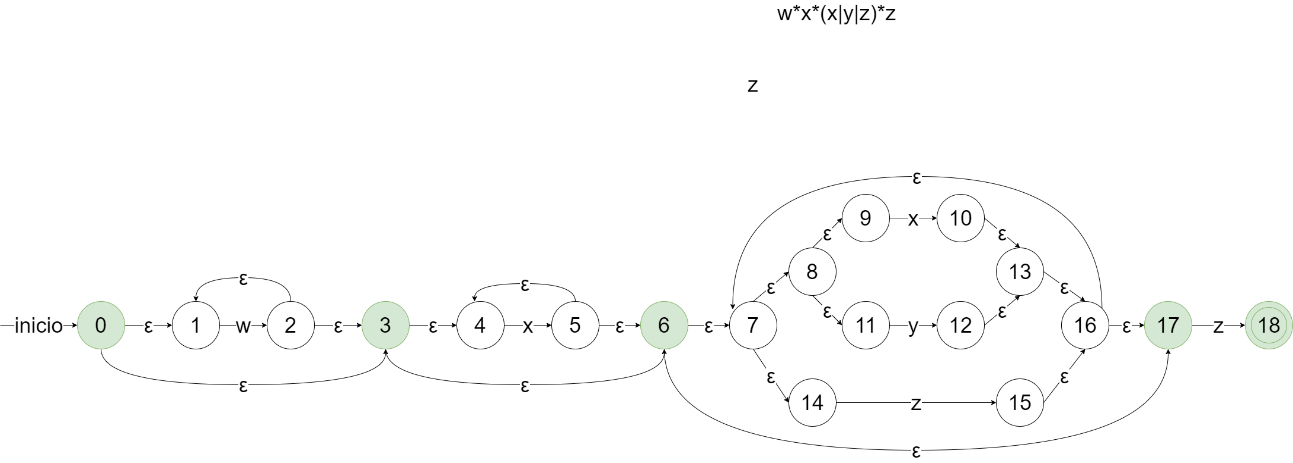 w*x*(x|y|z)*z
z
ε
9 x 10
ε ε
8 13
ε ε ε ε
ε ε
inicio 0 ε 1 w 2 ε 3 ε 4 x 5 ε 6 ε 7 11 y 12 16 ε 17 z 18
ε ε
ε ε
14 z 15
ε